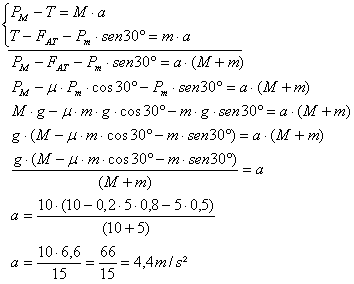 P_M − T = M · a
T − F_AT − P_m · sen30° = m · a
P_M − F_AT − P_m · sen30° = a · (M + m)
P_M − μ · P_m · cos30° − P_m · sen30° = a · (M + m)
M · g − μ · m · g · cos30° − m · g · sen30° = a · (M + m)
g · (M − μ · m · cos30° − m · sen30°) = a · (M + m)
g · (M − μ · m · cos30° − m · sen30°) / (M + m) = a
a = 10 · (10 − 0,2 · 5 · 0,8 − 5 · 0,5) / (10 + 5)
a = 10 · 6,6 / 15 = 66 / 15 = 4,4m / s²